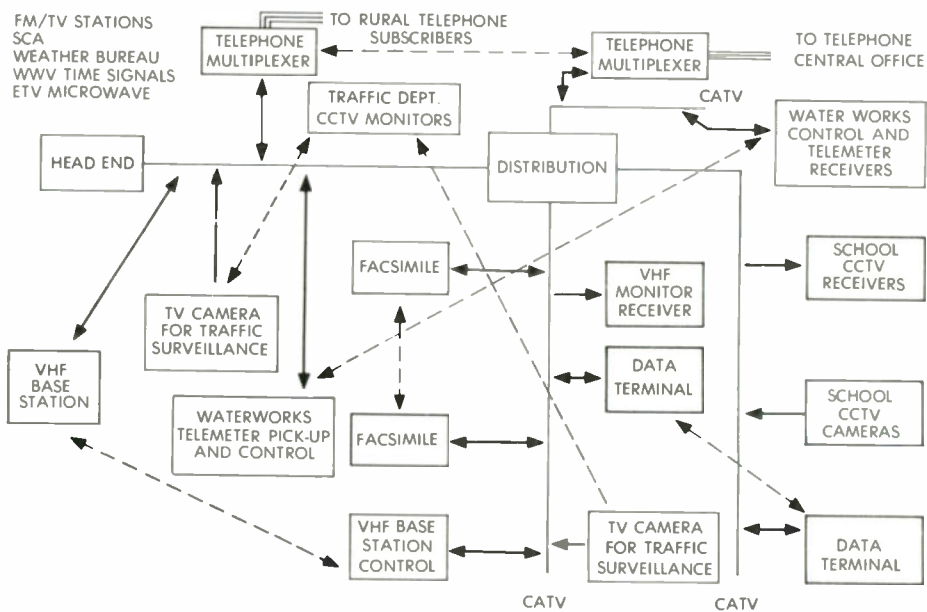 FM/TV STATIONS
SCA
WEATHER BUREAU
WWV TIME SIGNALS
ETV MICROWAVE
TELEPHONE
MULTIPLEXER
TO RURAL TELEPHONE
SUBSCRIBERS
TELEPHONE
MULTIPLEXER
TO TELEPHONE
CENTRAL OFFICE
TRAFFIC DEPT.
CCTV MONITORS
CATV
WATER WORKS
CONTROL AND
TELEMETER
RECEIVERS
HEAD END
DISTRIBUTION
FACSIMILE
VHF
MONITOR
RECEIVER
SCHOOL
CCTV
RECEIVERS
TV CAMERA
FOR TRAFFIC
SURVEILLANCE
VHF
BASE
STATION
DATA
TERMINAL
WATERWORKS
TELEMETER PICK-UP
AND CONTROL
FACSIMILE
SCHOOL
CCTV
CAMERAS
VHF BASE
STATION
CONTROL
TV CAMERA
FOR TRAFFIC
SURVEILLANCE
DATA
TERMINAL
CATV
CATV